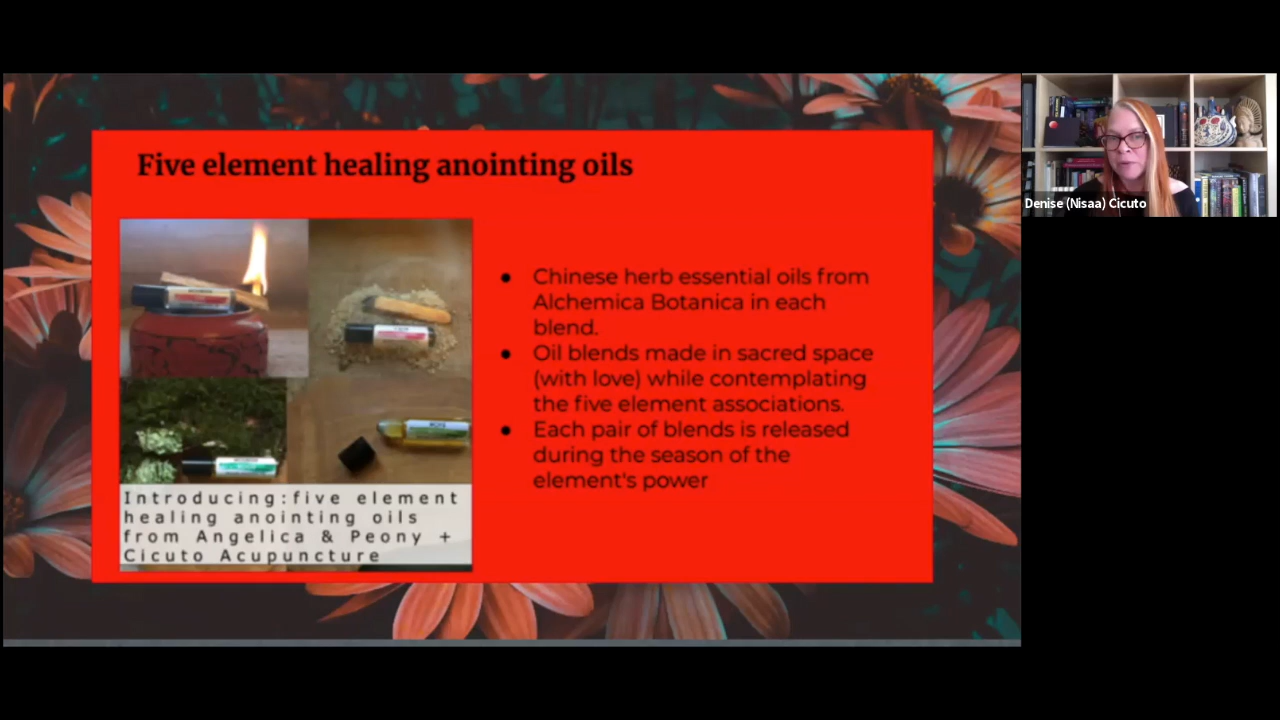 Five element healing anointing oils
Introducing:five element
healing anointing oils
from Angelica & Peony +
Cicuto Acupuncture
● Chinese herb essential oils from
Alchemica Botanica in each
blend.
● Oil blends made in sacred space
(with love) while contemplating
the five element associations.
● Each pair of blends is released
during the season of the
element's power
Denise (Nisaa) Cicuto